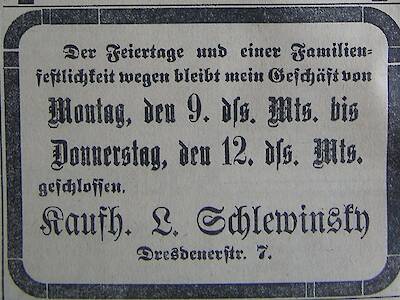 Der Feiertage und einer Familien=
festlichkeit wegen bleibt mein Geschäft von
Montag, den 9. dſs. Mts. bis
Donnerstag, den 12. dſs. Mts.
geschlossen.
Kaufh. L. Schlewinsky
Dresdenerstr. 7.